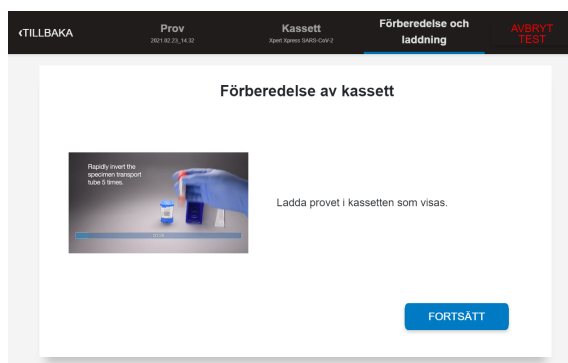 ‹TILLBAKA
Prov
2021.02.23_14.32
Kassett
Xpert Xpress SARS-CoV-2
Förberedelse och
laddning
AVBRYT
TEST
Förberedelse av kassett
Rapidly invert the
specimen transport
tube 5 times.
Ladda provet i kassetten som visas.
FORTSÄTT